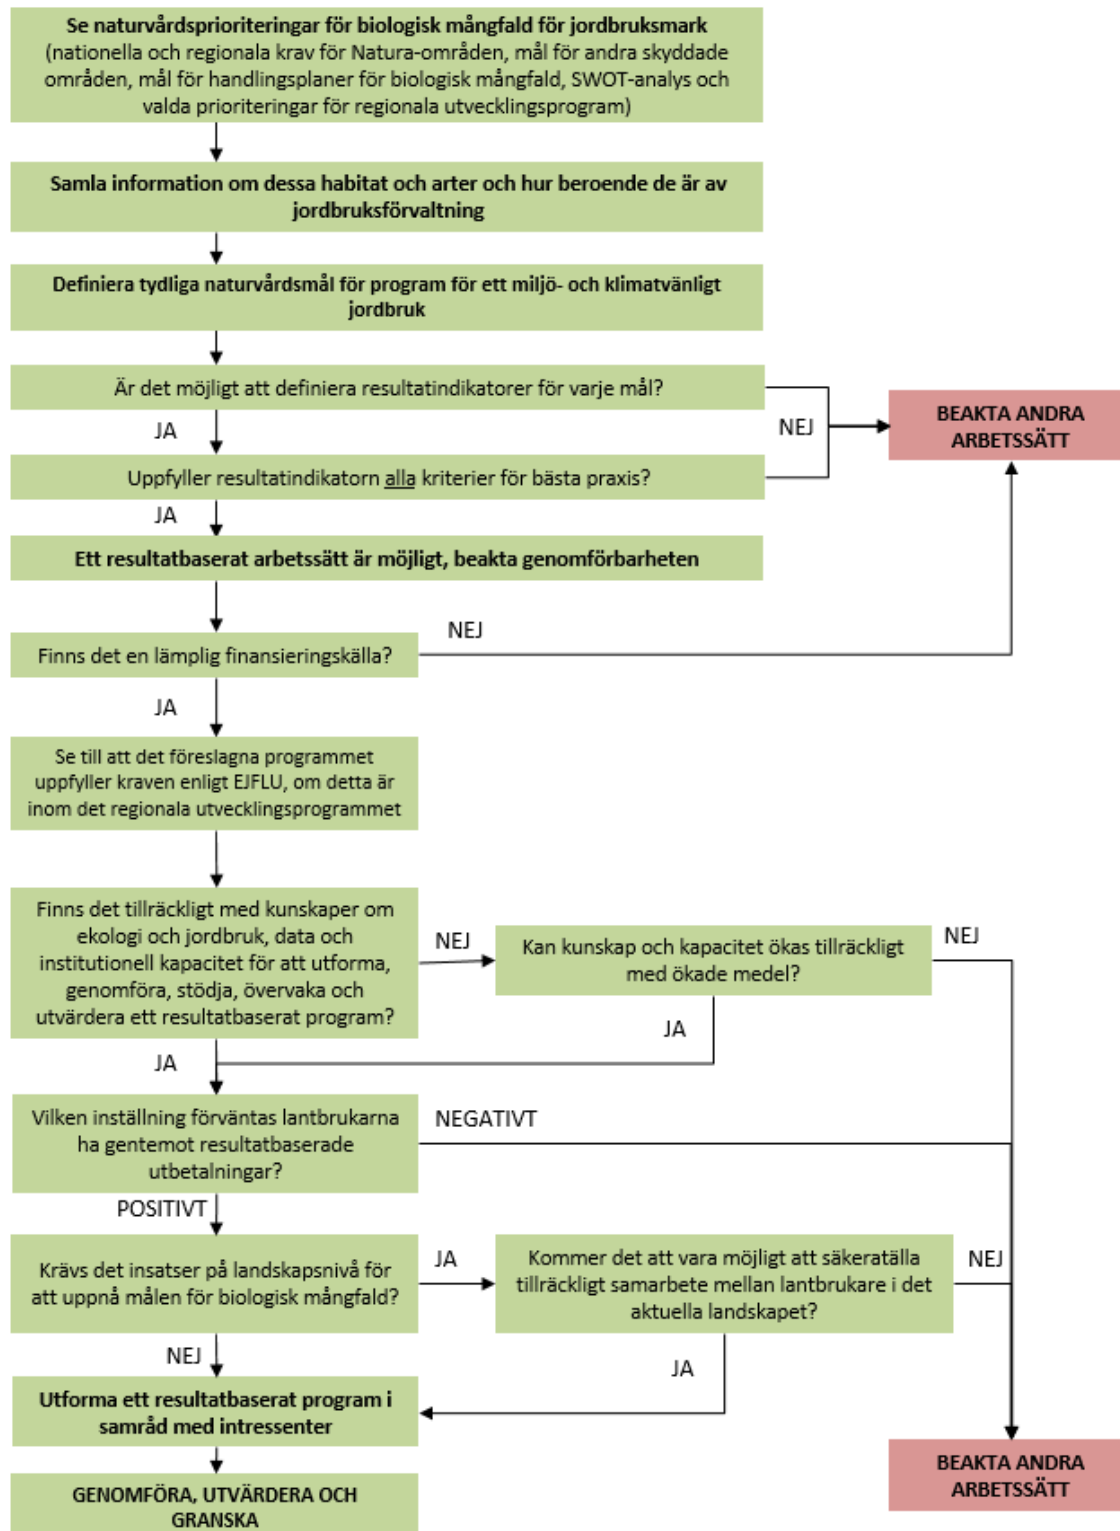 Se naturvårdsprioriteringar för biologisk mångfald för jordbruksmark
(nationella och regionala krav för Natura-områden, mål för andra skyddade
områden, mål för handlingsplaner för biologisk mångfald, SWOT-analys och
valda prioriteringar för regionala utvecklingsprogram)
Samla information om dessa habitat och arter och hur beroende de är av
jordbruksförvaltning
Definiera tydliga naturvårdsmål för program för ett miljö- och klimatvänligt
jordbruk
Är det möjligt att definiera resultatindikatorer för varje mål?
NEJ
BEAKTA ANDRA
ARBETSSÄTT
JA
Uppfyller resultatindikatorn alla kriterier för bästa praxis?
JA
Ett resultatbaserat arbetssätt är möjligt, beakta genomförbarheten
Finns det en lämplig finansieringskälla?
NEJ
JA
Se till att det föreslagna programmet
uppfyller kraven enligt EJFLU, om detta är
inom det regionala utvecklingsprogrammet
Finns det tillräckligt med kunskaper om
ekologi och jordbruk, data och
institutionell kapacitet för att utforma,
genomföra, stödja, övervaka och
utvärdera ett resultatbaserat program?
NEJ
Kan kunskap och kapacitet ökas tillräckligt
med ökade medel?
NEJ
JA
JA
Vilken inställning förväntas lantbrukarna
ha gentemot resultatbaserade
utbetalningar?
NEGATIVT
POSITIVT
Krävs det insatser på landskapsnivå för
att uppnå målen för biologisk mångfald?
JA
Kommer det att vara möjligt att säkeratälla
tillräckligt samarbete mellan lantbrukare i det
aktuella landskapet?
NEJ
NEJ
JA
Utforma ett resultatbaserat program i
samråd med intressenter
BEAKTA ANDRA
ARBETSSÄTT
GENOMFÖRA, UTVÄRDERA OCH
GRANSKA